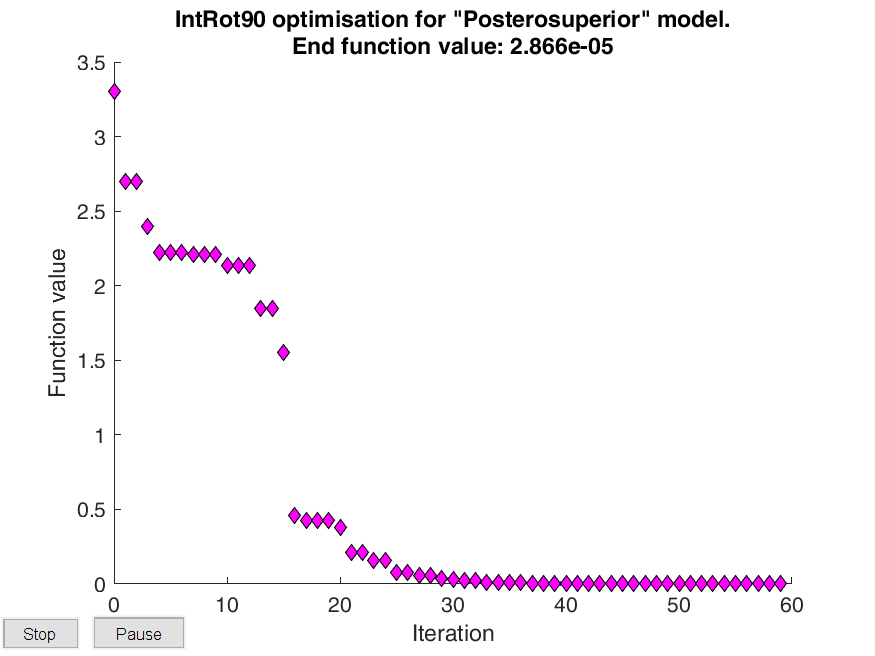 IntRot90 optimisation for "Posterosuperior" model.
End function value: 2.866e-05
3.5
3
2.5
2
1.5
1
0.5
0
Function value
0 10 20 30 40 50 60
Iteration
Stop Pause